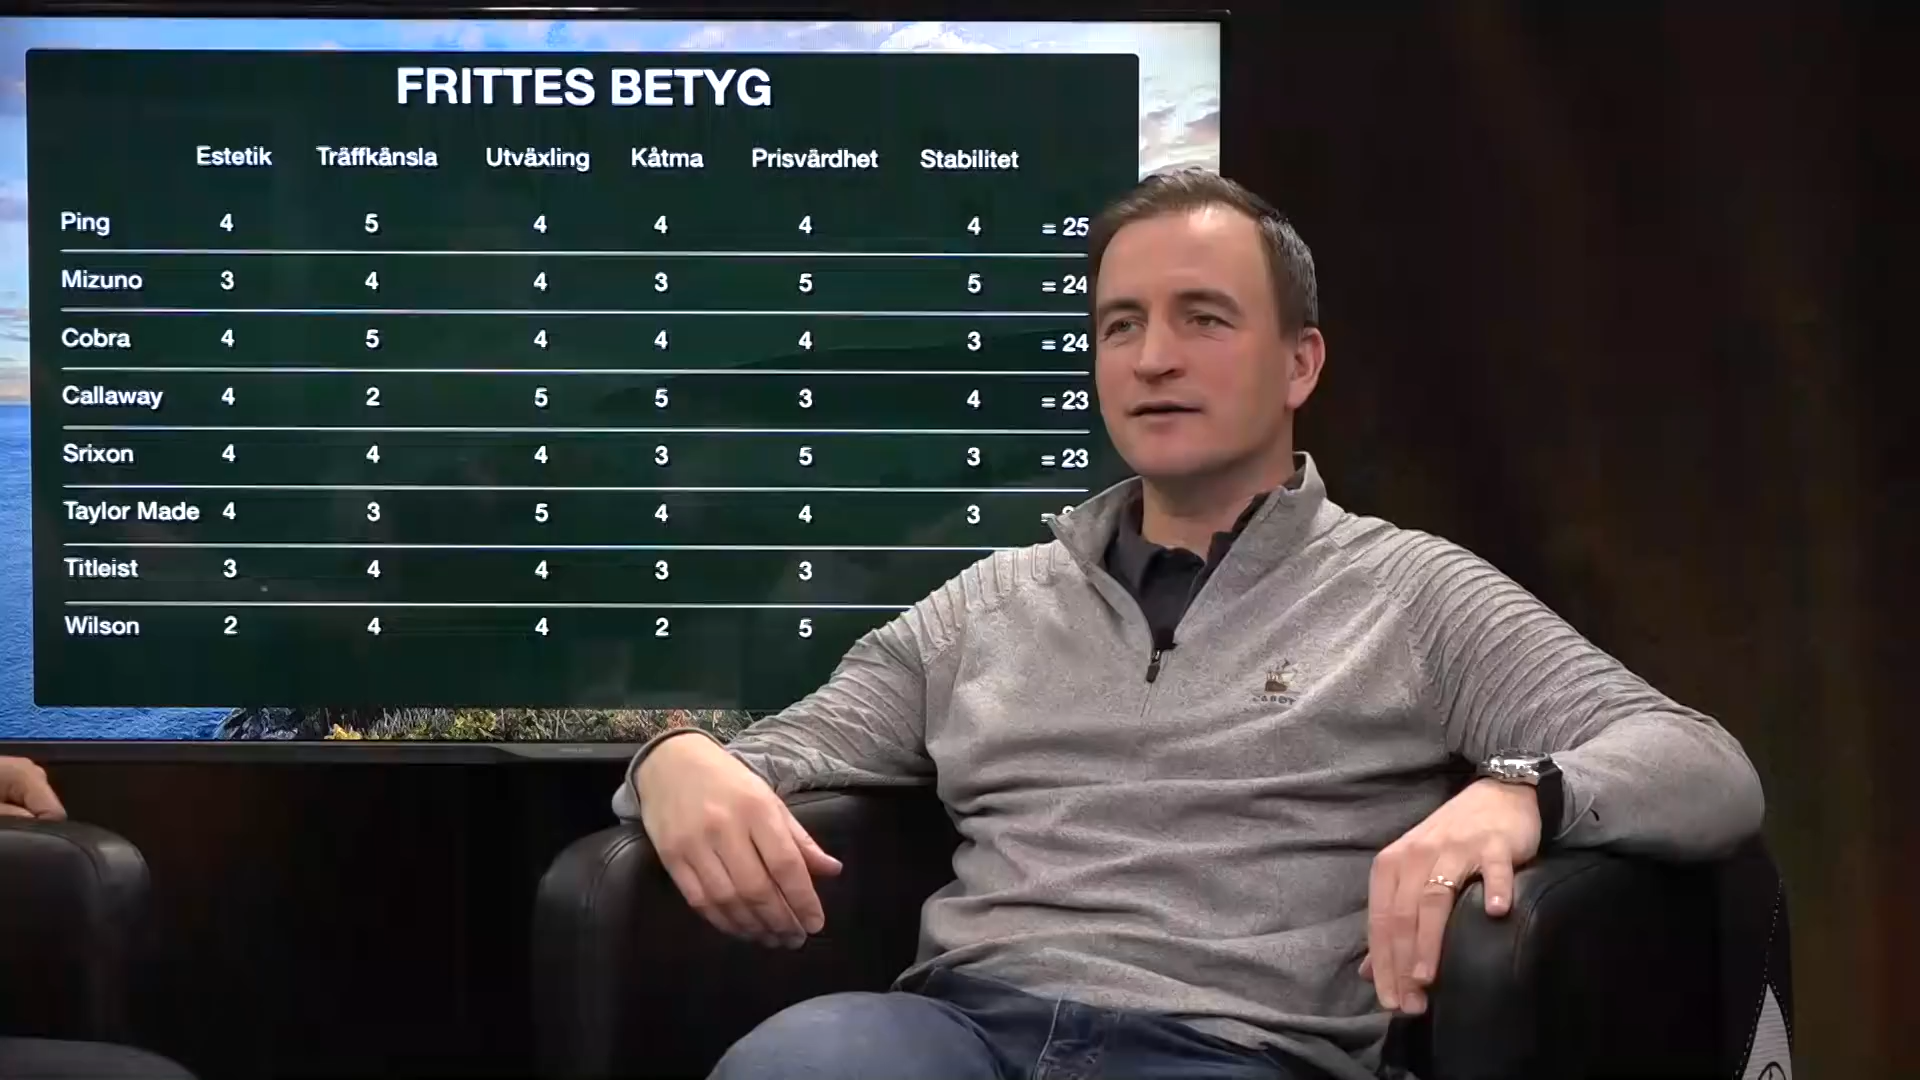 FRITTES BETYG
Estetik Träffkänsla Utväxling Kåtma Prisvärdhet Stabilitet
Ping 4 5 4 4 4 4 = 25
Mizuno 3 4 4 3 5 5 = 24
Cobra 4 5 4 4 4 3 = 24
Callaway 4 2 5 5 3 4 = 23
Srixon 4 4 4 3 5 3 = 23
Taylor Made 4 3 5 4 4 3 =
Titleist 3 4 4 3 3
Wilson 2 4 4 2 5
CABOT